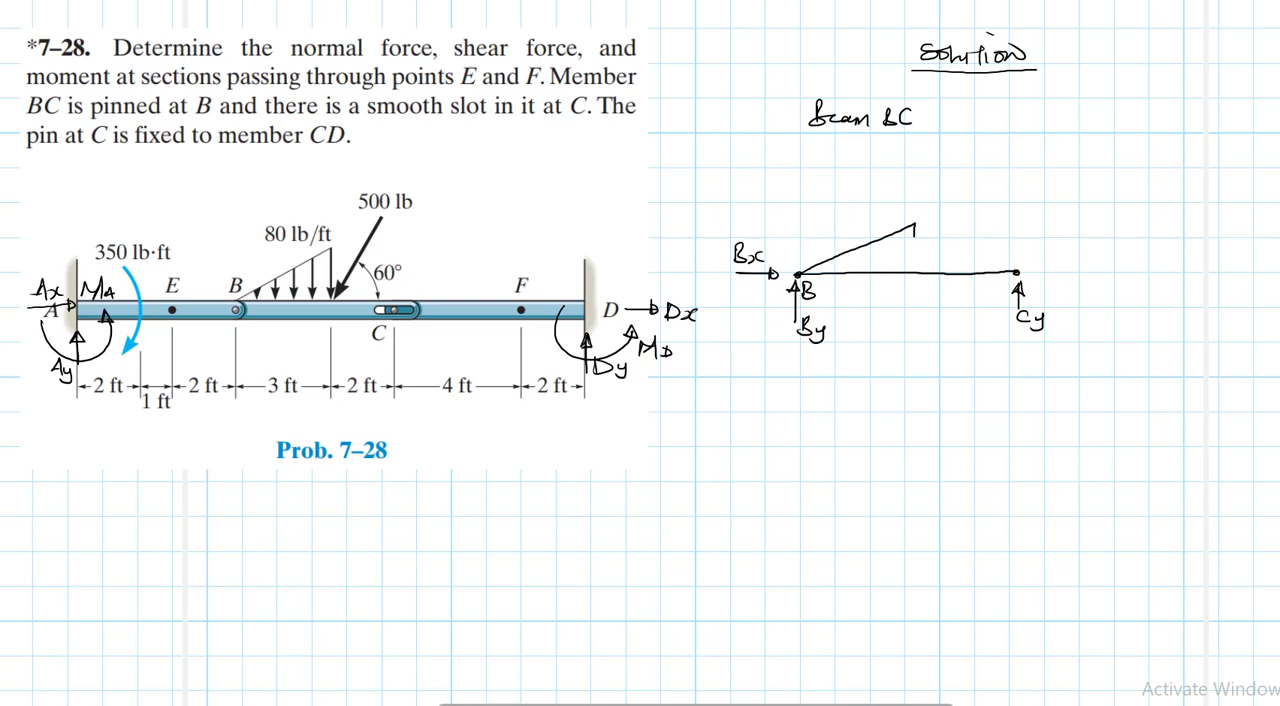 *7–28. Determine the normal force, shear force, and
moment at sections passing through points E and F. Member
BC is pinned at B and there is a smooth slot in it at C. The
pin at C is fixed to member CD.
500 lb
80 lb/ft
350 lb·ft
60°
Ax MA E B F
A C D Dx
MD
Ay Dy
2 ft 1 ft 2 ft 3 ft 2 ft 4 ft 2 ft
Prob. 7–28
Solution
Beam BC
Bx
B
By Cy
Activate Window